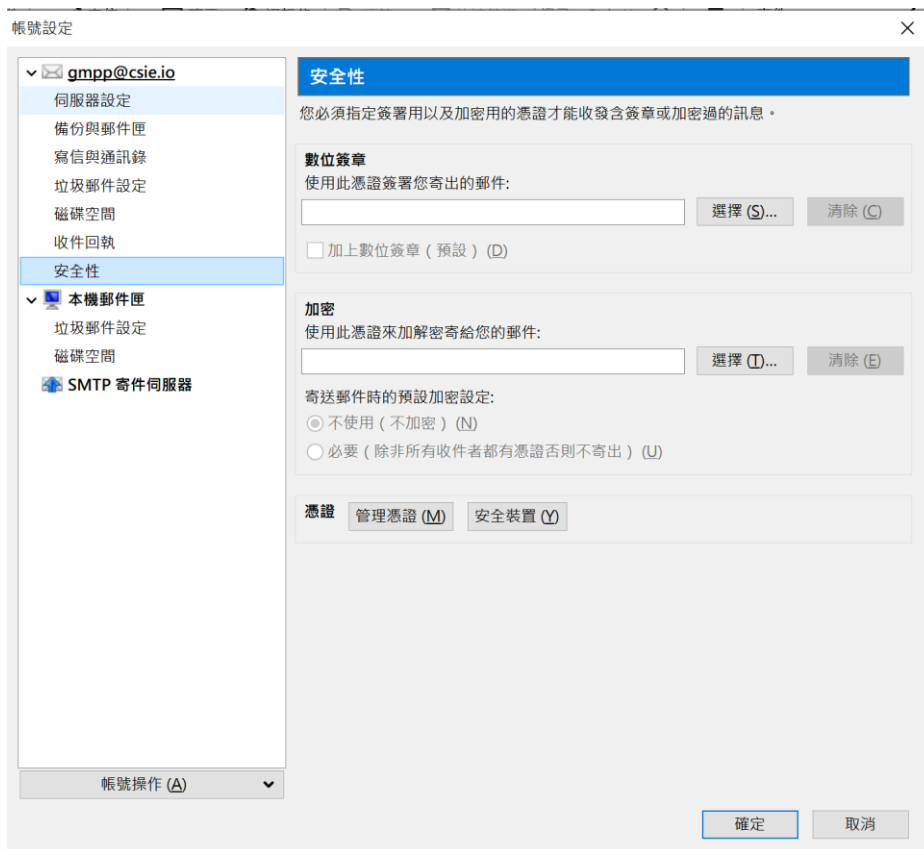 帳號設定
gmpp@csie.io
伺服器設定
備份與郵件匣
寫信與通訊錄
垃圾郵件設定
磁碟空間
收件回執
安全性
本機郵件匣
垃圾郵件設定
磁碟空間
SMTP 寄件伺服器
帳號操作 (A)
安全性
您必須指定簽署用以及加密用的憑證才能收發含簽章或加密過的訊息。
數位簽章
使用此憑證簽署您寄出的郵件:
選擇 (S)... 清除 (C)
加上數位簽章 ( 預設 ) (D)
加密
使用此憑證來加解密寄給您的郵件:
選擇 (T)... 清除 (E)
寄送郵件時的預設加密設定:
不使用 ( 不加密 ) (N)
必要 ( 除非所有收件者都有憑證否則不寄出 ) (U)
憑證 管理憑證 (M) 安全裝置 (Y)
確定 取消